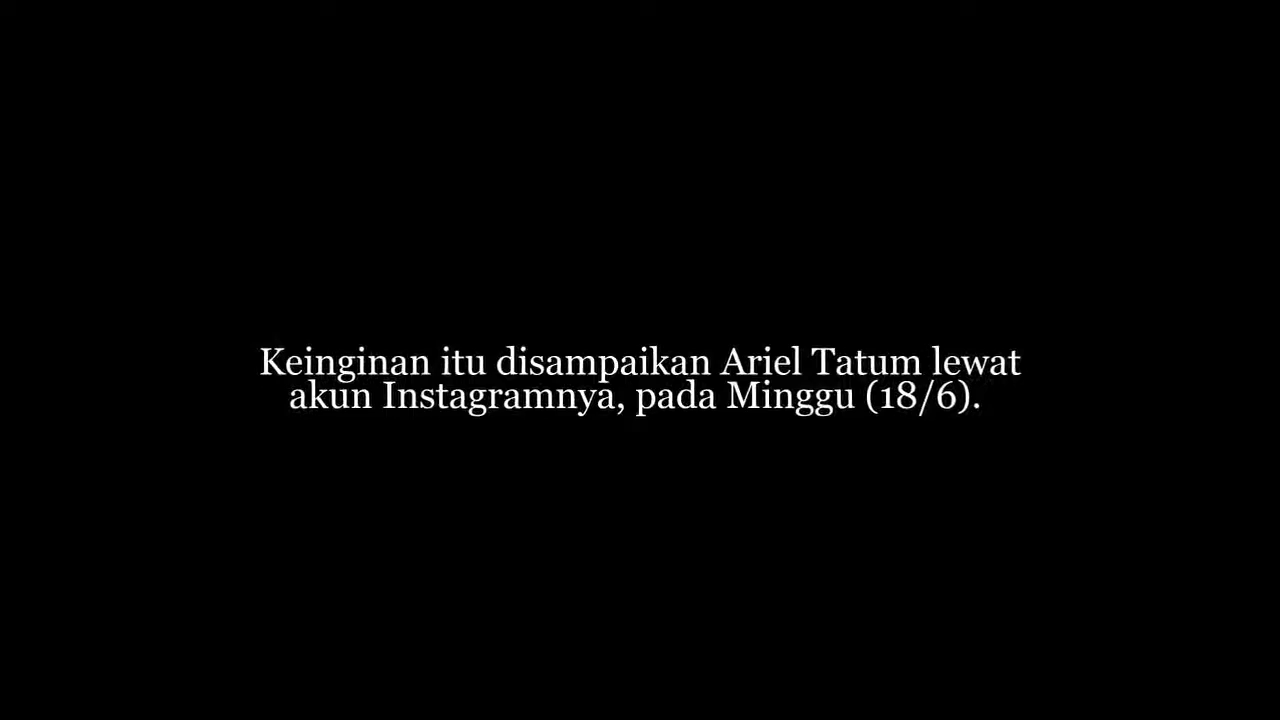 Keinginan itu disampaikan Ariel Tatum lewat
akun Instagramnya, pada Minggu (18/6).